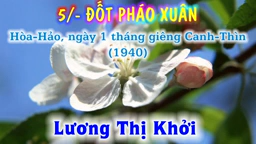 5/- ĐỐT PHÁO XUÂN
Hòa-Hảo, ngày 1 tháng giêng Canh-Thìn
(1940)
Lương Thị Khởi